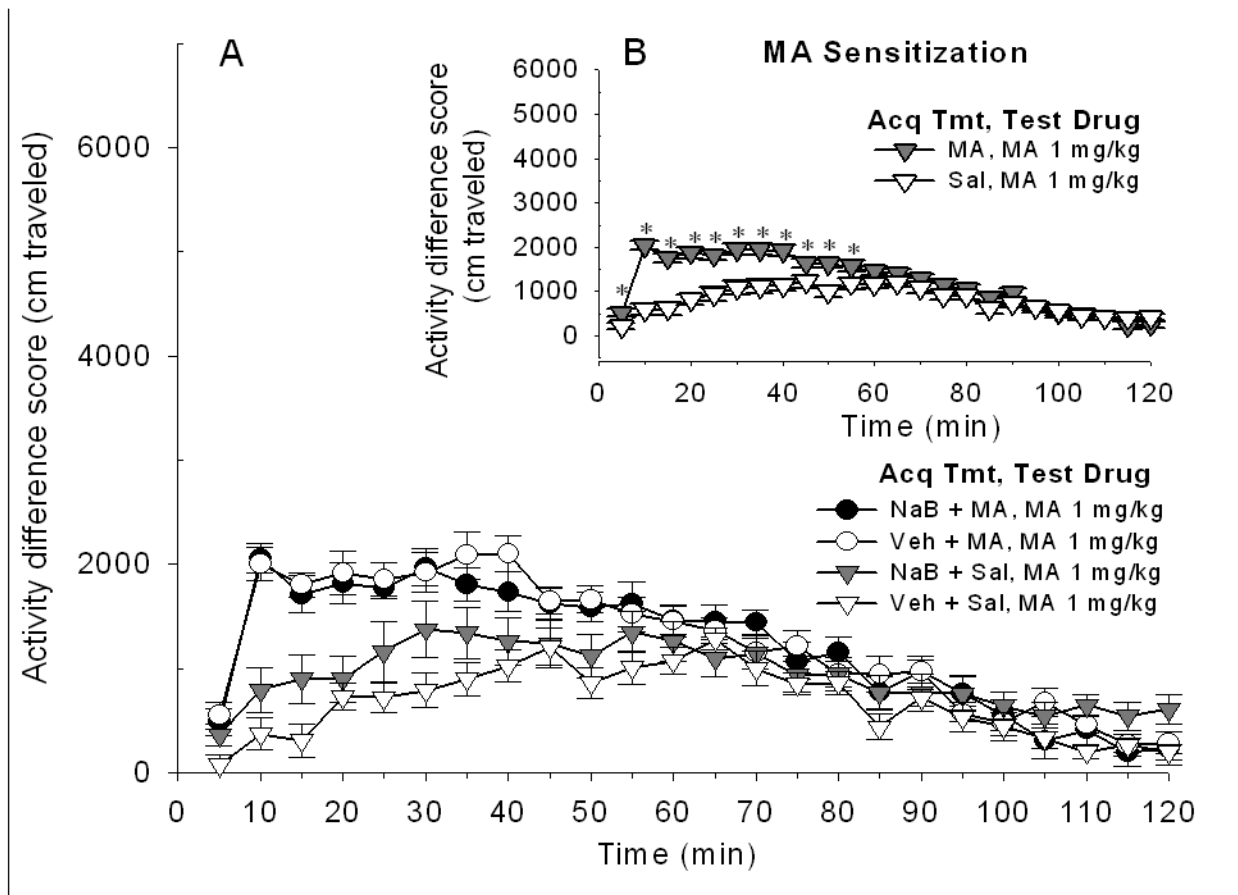 A
Activity difference score (cm traveled)
6000
4000
2000
0
0 10 20 30 40 50 60 70 80 90 100 110 120
Time (min)
B
MA Sensitization
Activity difference score
(cm traveled)
6000
5000
4000
3000
2000
1000
0
Acq Tmt, Test Drug
MA, MA 1 mg/kg
Sal, MA 1 mg/kg
* * * * * * * * * * *
0 20 40 60 80 100 120
Time (min)
Acq Tmt, Test Drug
NaB + MA, MA 1 mg/kg
Veh + MA, MA 1 mg/kg
NaB + Sal, MA 1 mg/kg
Veh + Sal, MA 1 mg/kg